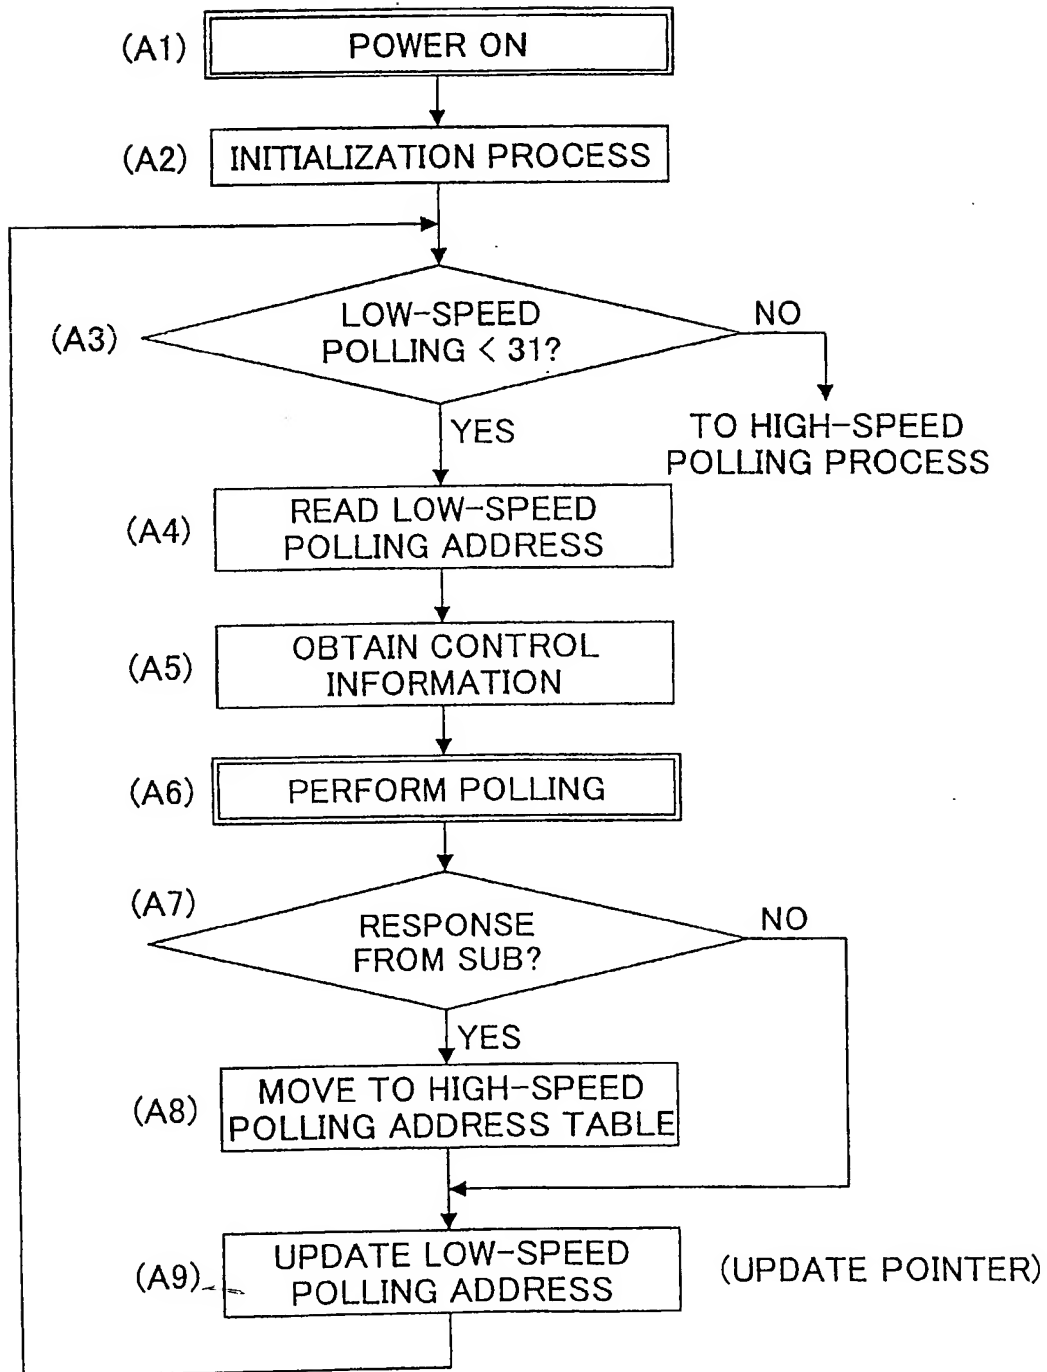 (A1) POWER ON
(A2) INITIALIZATION PROCESS
(A3) LOW-SPEED
POLLING < 31?
NO
YES
TO HIGH-SPEED
POLLING PROCESS
(A4) READ LOW-SPEED
POLLING ADDRESS
(A5) OBTAIN CONTROL
INFORMATION
(A6) PERFORM POLLING
(A7) RESPONSE
FROM SUB?
NO
YES
(A8) MOVE TO HIGH-SPEED
POLLING ADDRESS TABLE
(A9) UPDATE LOW-SPEED
POLLING ADDRESS
(UPDATE POINTER)